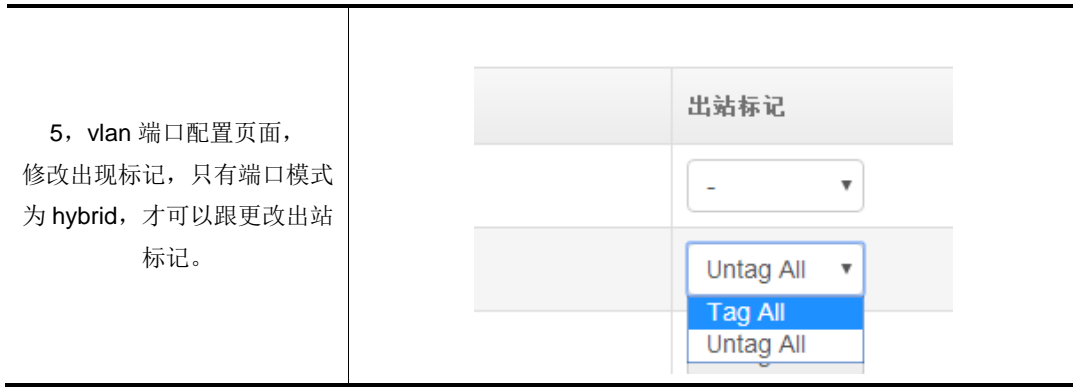 5，vlan 端口配置页面，
修改出现标记，只有端口模式
为 hybrid，才可以跟更改出站
标记。
出站标记
-
Untag All
Tag All
Untag All